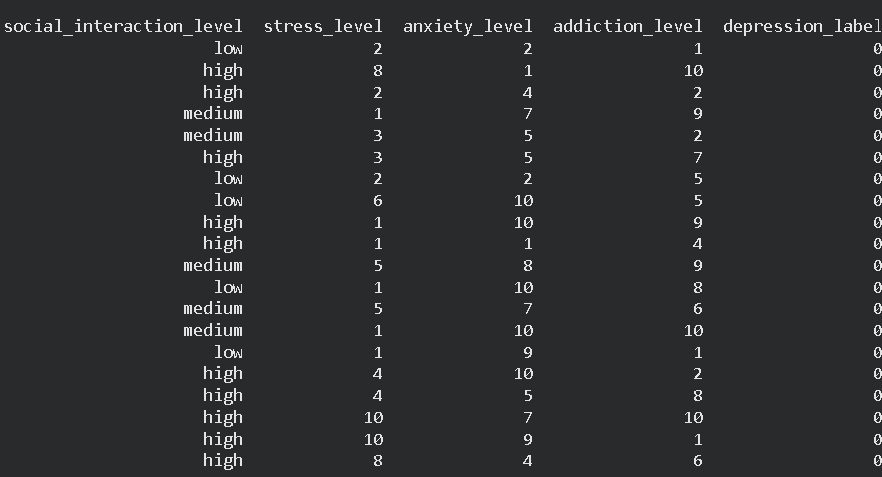 social_interaction_level stress_level anxiety_level addiction_level depression_label
low 2 2 1 0
high 8 1 10 0
high 2 4 2 0
medium 1 7 9 0
medium 3 5 2 0
high 3 5 7 0
low 2 2 5 0
low 6 10 5 0
high 1 10 9 0
high 1 1 4 0
medium 5 8 9 0
low 1 10 8 0
medium 5 7 6 0
medium 1 10 10 0
low 1 9 1 0
high 4 10 2 0
high 4 5 8 0
high 10 7 10 0
high 10 9 1 0
high 8 4 6 0